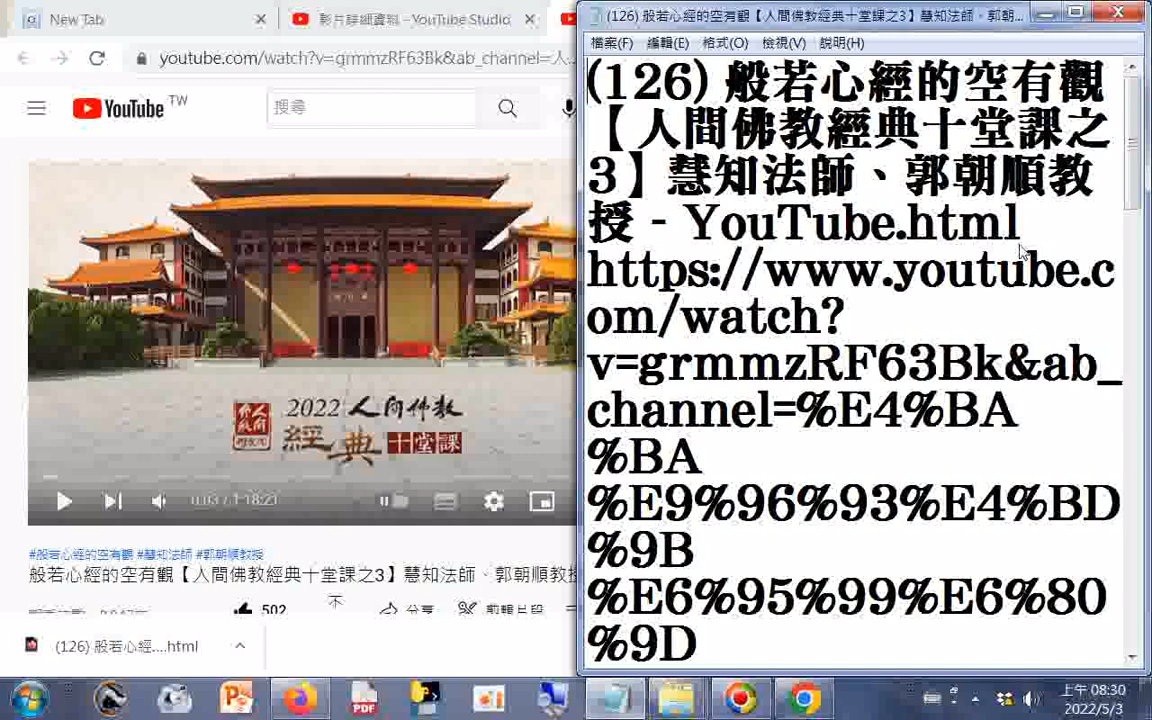 New Tab
影片詳細資料 - YouTube Studio
youtube.com/watch?v=grmmzRF63Bk&ab_channel=人
YouTube TW
搜尋
2022 人间佛教
經典 十堂課
0:03 / 1:18:21
#般若心經的空有觀 #慧知法師 #郭朝順教授
般若心經的空有觀【人間佛教經典十堂課之3】慧知法師、郭朝順教授
502
不
分享
剪輯片段
(126) 般若心經....html
(126) 般若心經的空有觀【人間佛教經典十堂課之3】慧知法師、郭朝...
檔案(F) 編輯(E) 格式(O) 檢視(V) 說明(H)
(126) 般若心經的空有觀
【人間佛教經典十堂課之
3】慧知法師、郭朝順教
授 - YouTube.html
https://www.youtube.c
om/watch?
v=grmmzRF63Bk&ab_
channel=%E4%BA
%BA
%E9%96%93%E4%BD
%9B
%E6%95%99%E6%80
%9D
上午 08:30
2022/5/3